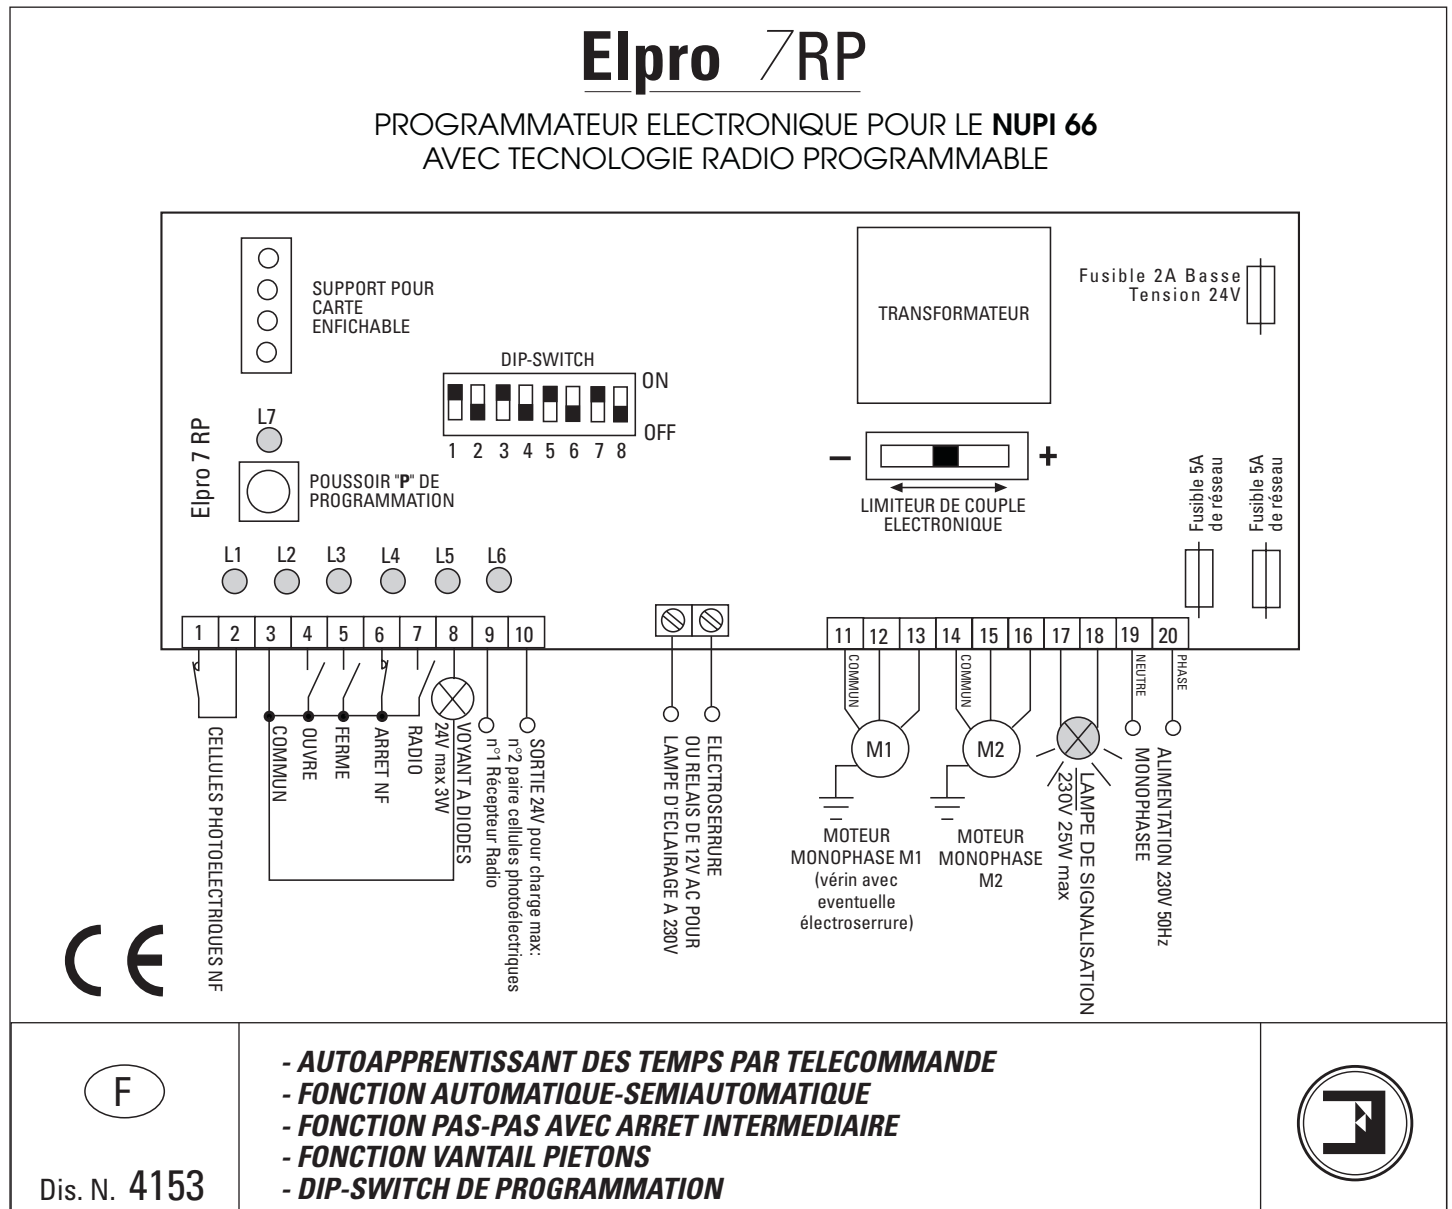 Elpro 7RP
PROGRAMMATEUR ELECTRONIQUE POUR LE NUPI 66
AVEC TECNOLOGIE RADIO PROGRAMMABLE
SUPPORT POUR
CARTE
ENFICHABLE
TRANSFORMATEUR
Fusible 2A Basse
Tension 24V
DIP-SWITCH
ON
OFF
1 2 3 4 5 6 7 8
Elpro 7 RP
L7
POUSSOIR "P" DE
PROGRAMMATION
– +
LIMITEUR DE COUPLE
ELECTRONIQUE
Fusible 5A
de réseau
Fusible 5A
de réseau
L1 L2 L3 L4 L5 L6
1 2 3 4 5 6 7 8 9 10
11 12 13 14 15 16 17 18 19 20
CELLULES PHOTOELECTRIQUES NF
COMMUN
OUVRE
FERME
ARRET NF
RADIO
VOYANT A DIODES
24V max 3W
SORTIE 24V pour charge max:
n°2 paire cellules photoélectriques
n°1 Récepteur Radio
ELECTROSERRURE
OU RELAIS DE 12V AC POUR
LAMPE D'ECLAIRAGE A 230V
COMMUN
M1
MOTEUR
MONOPHASE M1
(vérin avec
eventuelle
électroserrure)
COMMUN
M2
MOTEUR
MONOPHASE
M2
LAMPE DE SIGNALISATION
230V 25W max
NEUTRE
PHASE
ALIMENTATION 230V 50Hz
MONOPHASEE
CE
F
Dis. N. 4153
- AUTOAPPRENTISSANT DES TEMPS PAR TELECOMMANDE
- FONCTION AUTOMATIQUE-SEMIAUTOMATIQUE
- FONCTION PAS-PAS AVEC ARRET INTERMEDIAIRE
- FONCTION VANTAIL PIETONS
- DIP-SWITCH DE PROGRAMMATION